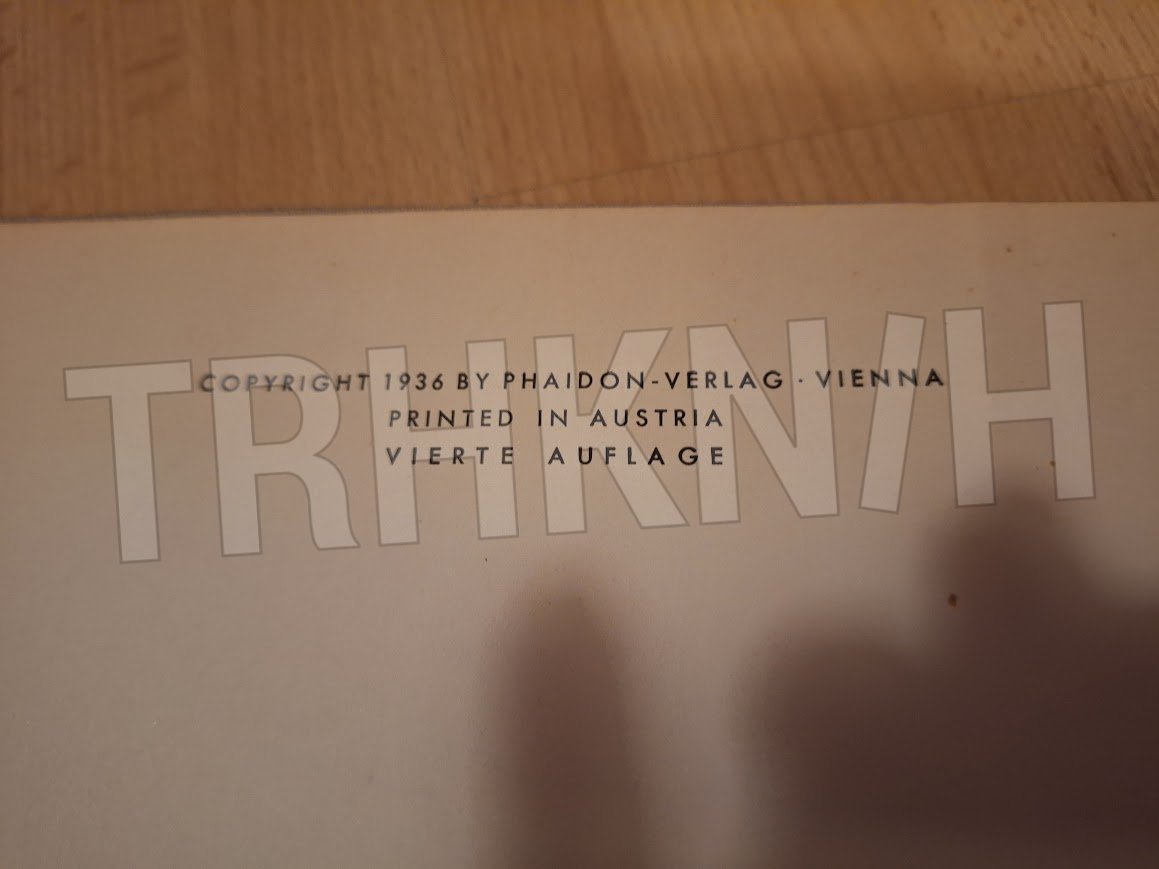 COPYRIGHT 1936 BY PHAIDON-VERLAG · VIENNA
PRINTED IN AUSTRIA
VIERTE AUFLAGE
TRHKN/H